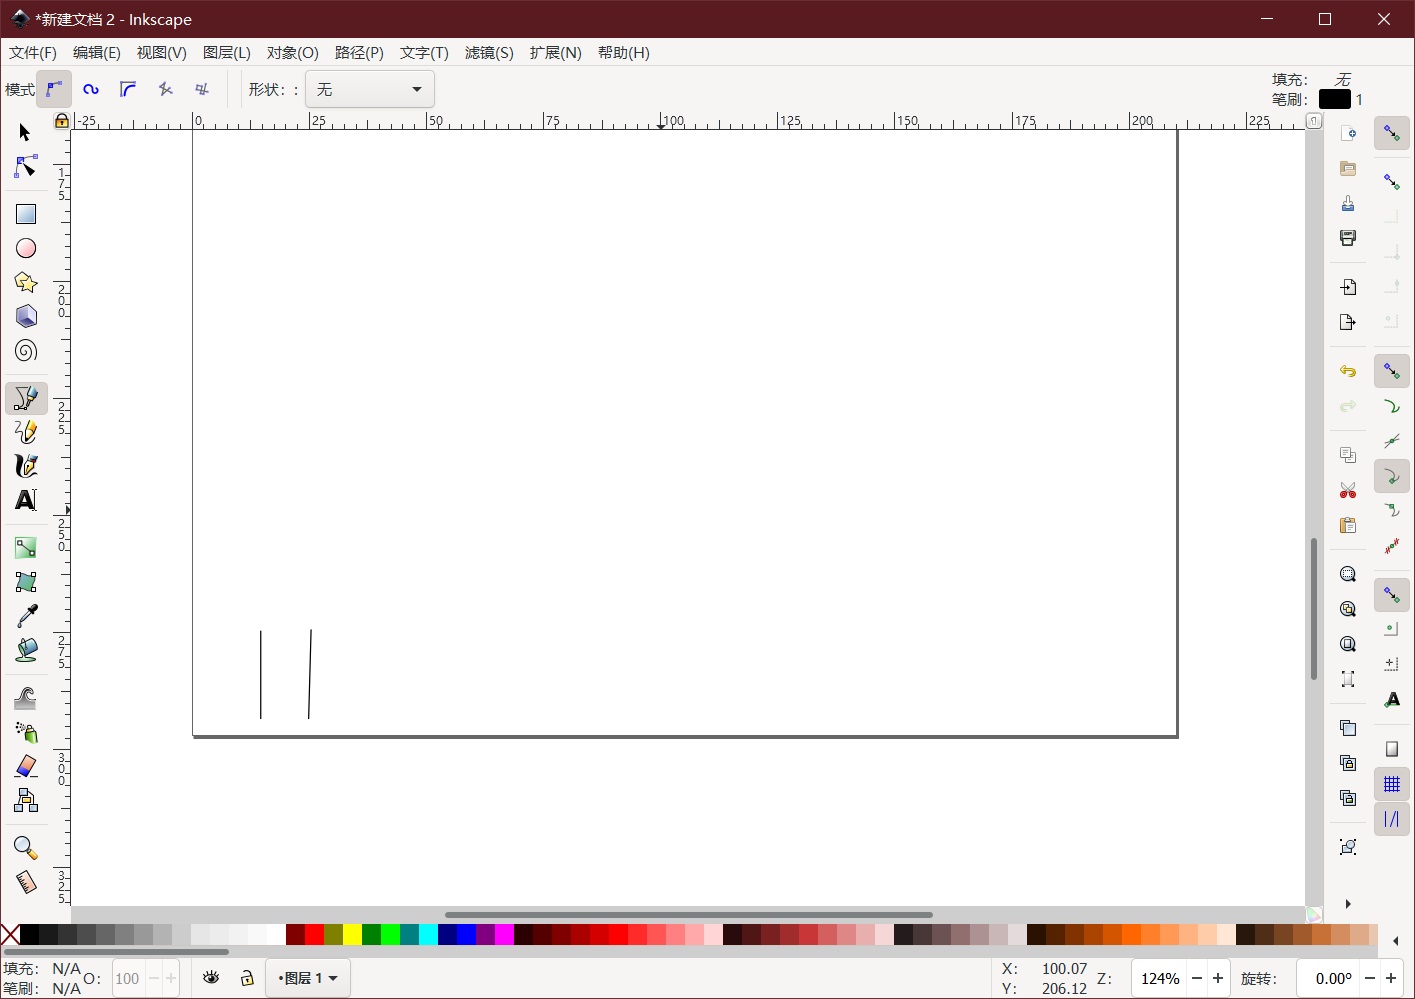 *新建文档 2 - Inkscape
文件(F) 编辑(E) 视图(V) 图层(L) 对象(O) 路径(P) 文字(T) 滤镜(S) 扩展(N) 帮助(H)
模式 形状: : 无
填充: 无
笔刷: 1
-25 0 25 50 75 100 125 150 175 200 225
175
200
225
250
275
300
325
填充: N/A
笔刷: N/A
O: 100
•图层 1
X: 100.07
Y: 206.12
Z: 124%
旋转: 0.00°